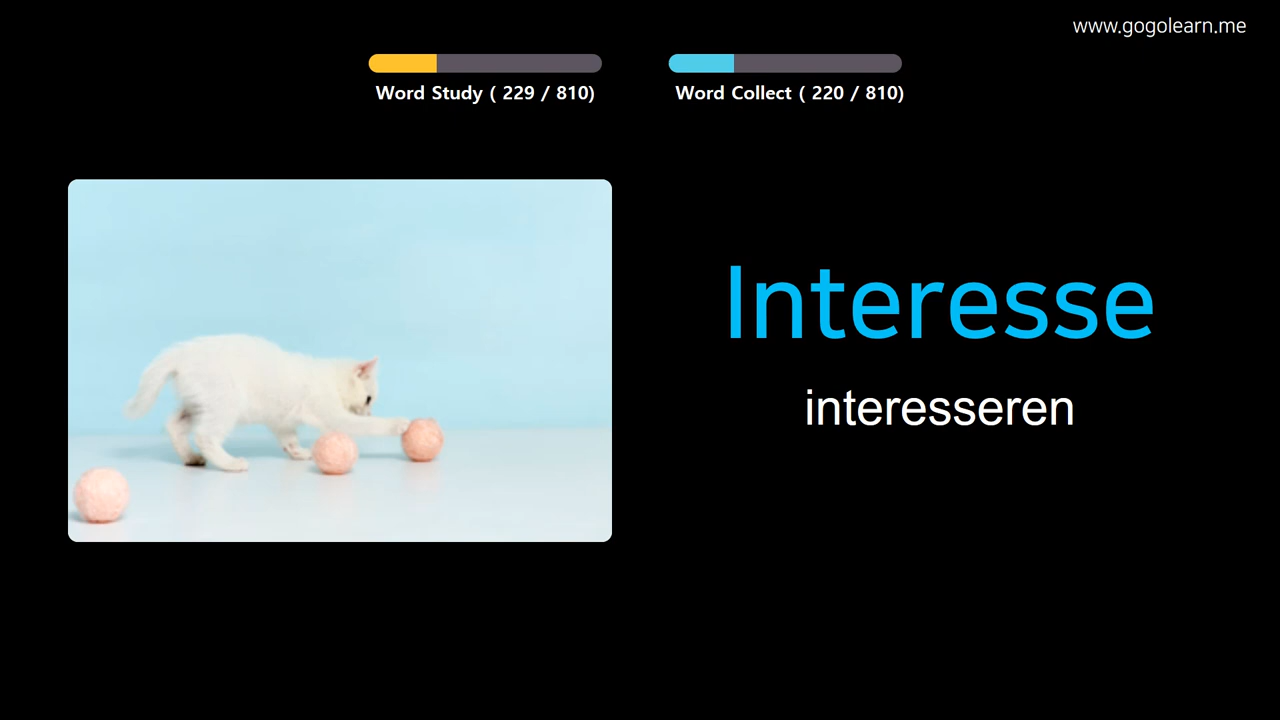 www.gogolearn.me
Word Study ( 229 / 810)
Word Collect ( 220 / 810)
Interesse
interesseren